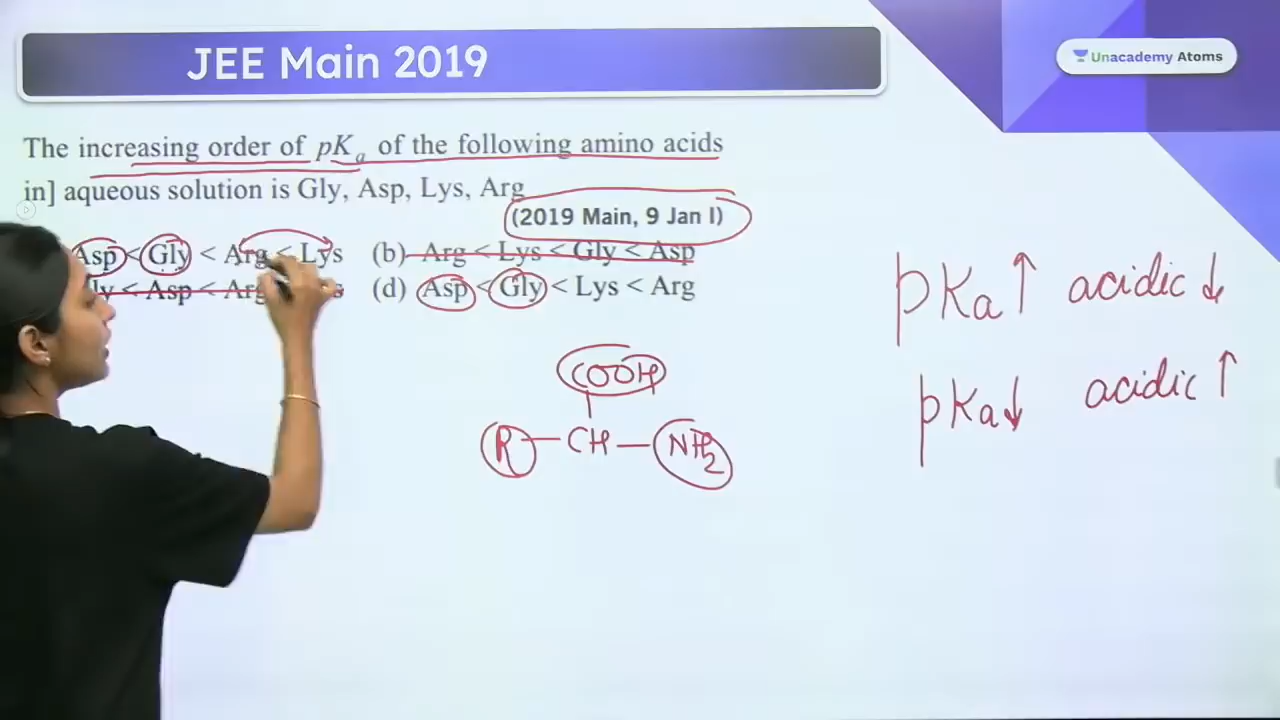 JEE Main 2019
Unacademy Atoms
The increasing order of pKa of the following amino acids
in] aqueous solution is Gly, Asp, Lys, Arg
(2019 Main, 9 Jan I)
Asp < Gly < Arg < Lys (b) Arg < Lys < Gly < Asp
< Asp < Arg (d) Asp < Gly < Lys < Arg
pKa ↑ acidic ↓
pKa ↓ acidic ↑
COOH
R — CH — NH2